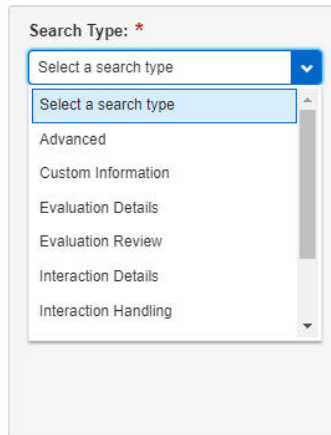 Search Type: *
Select a search type
Select a search type
Advanced
Custom Information
Evaluation Details
Evaluation Review
Interaction Details
Interaction Handling